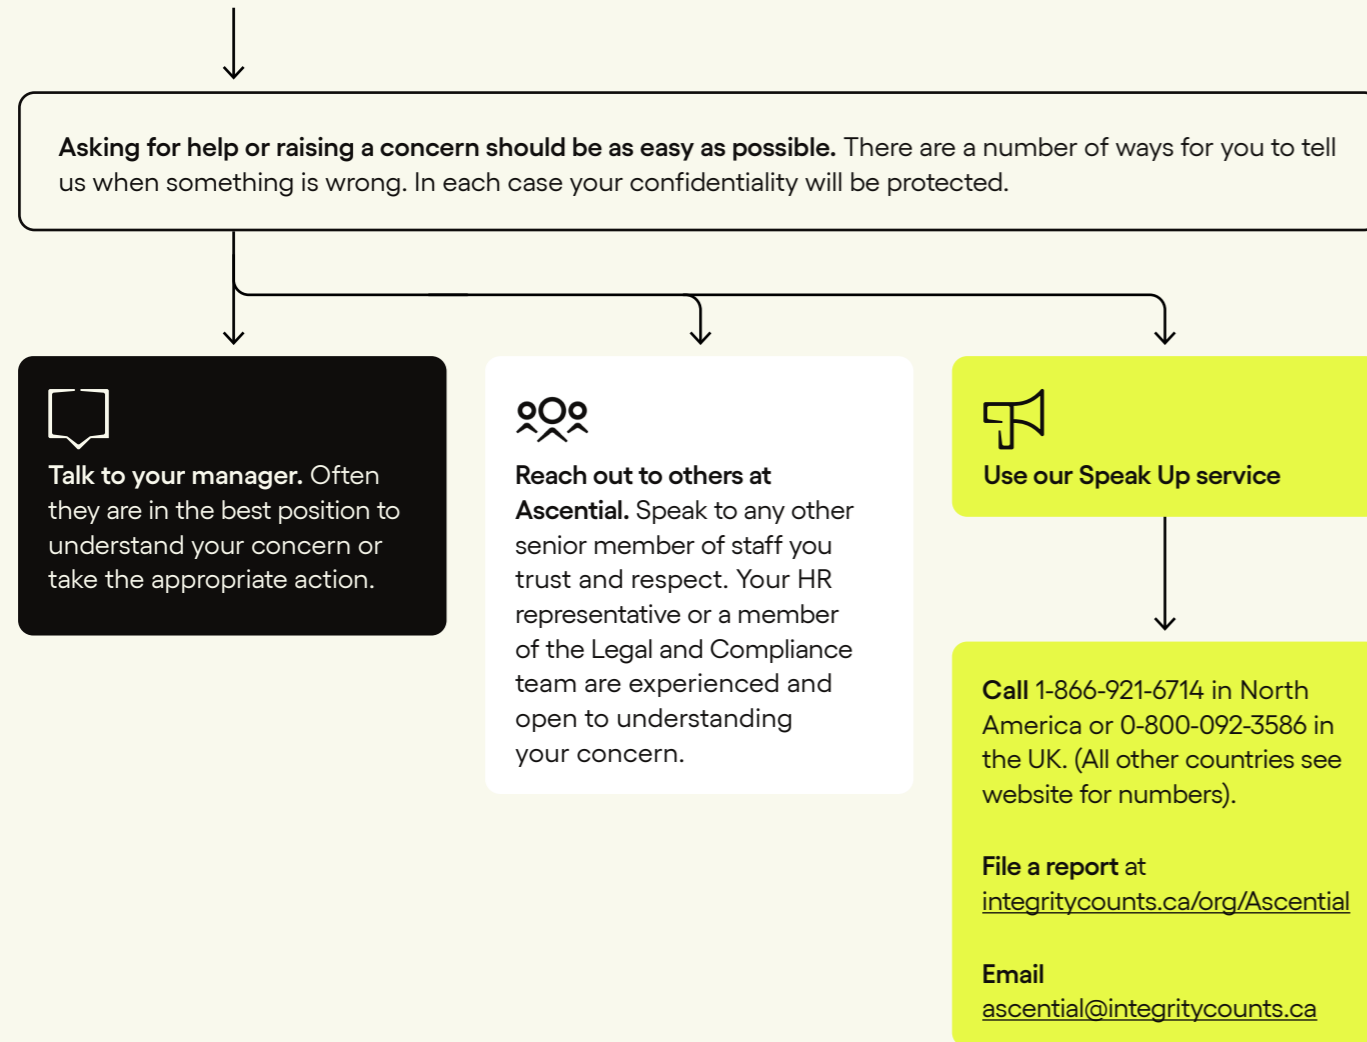 Asking for help or raising a concern should be as easy as possible. There are a number of ways for you to tell
us when something is wrong. In each case your confidentiality will be protected.
Talk to your manager. Often
they are in the best position to
understand your concern or
take the appropriate action.
Reach out to others at
Ascential. Speak to any other
senior member of staff you
trust and respect. Your HR
representative or a member
of the Legal and Compliance
team are experienced and
open to understanding
your concern.
Use our Speak Up service
Call 1-866-921-6714 in North
America or 0-800-092-3586 in
the UK. (All other countries see
website for numbers).
File a report at
integritycounts.ca/org/Ascential
Email
ascential@integritycounts.ca